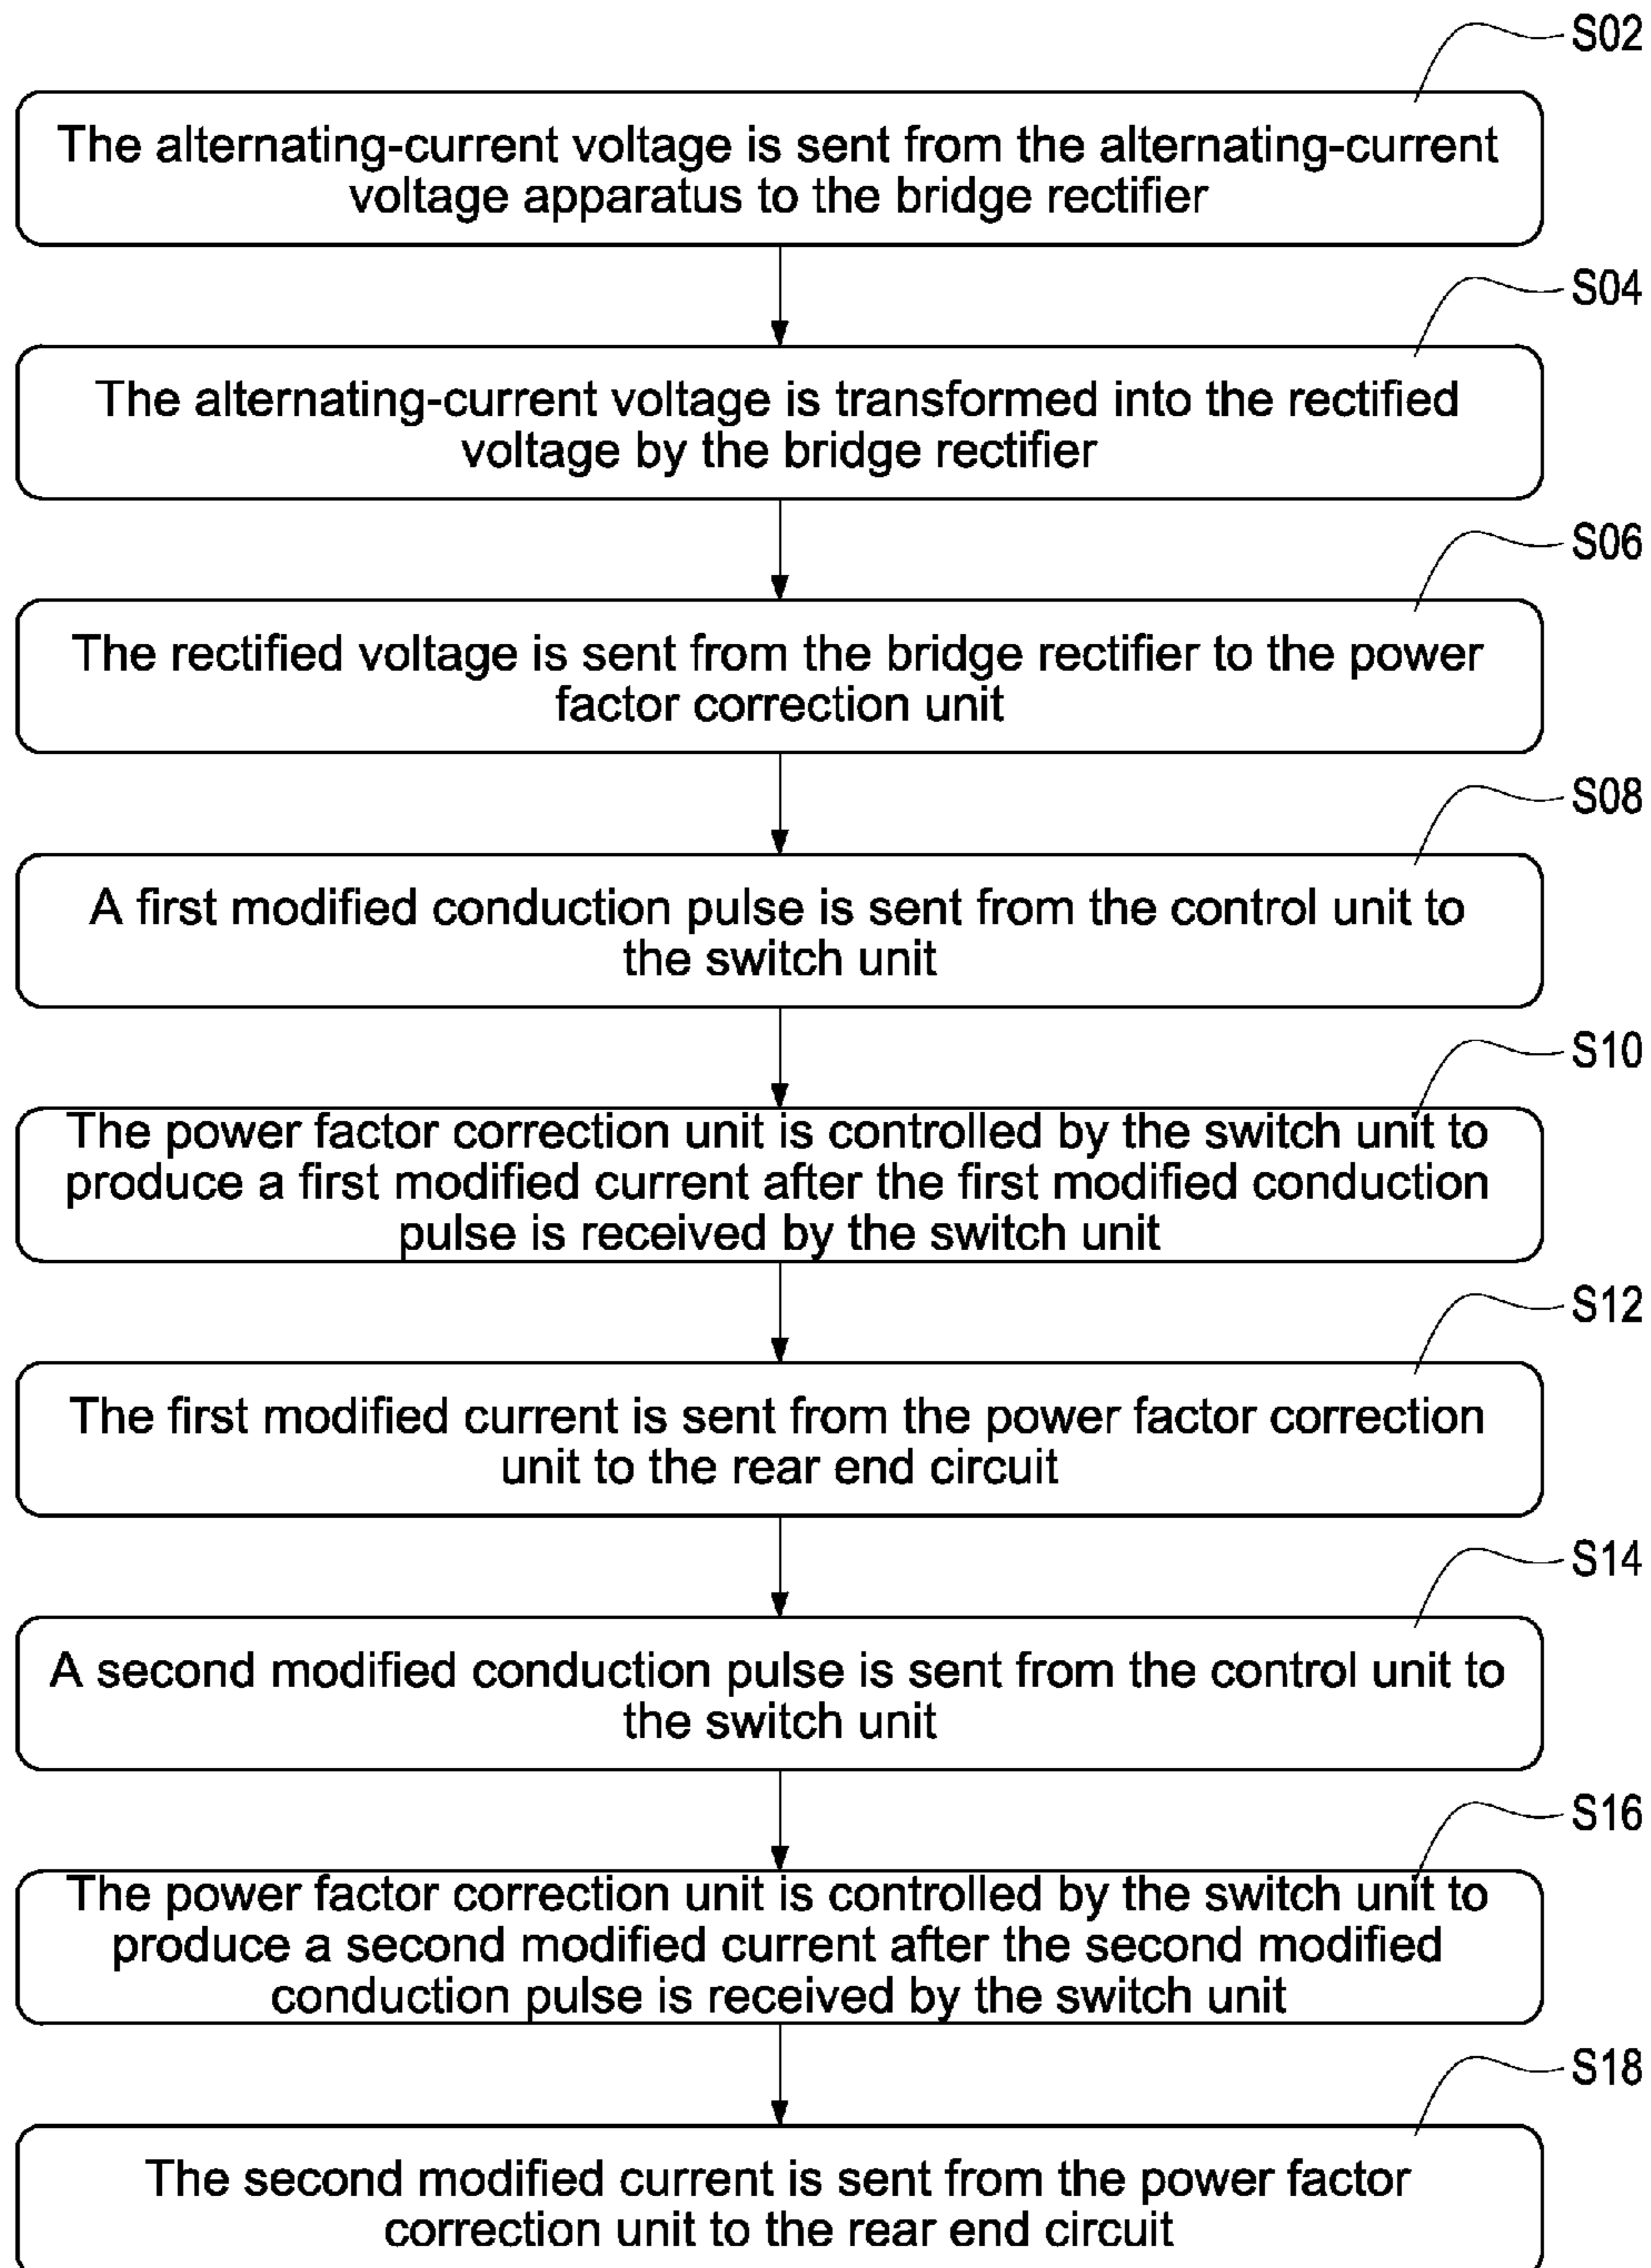 S02
The alternating-current voltage is sent from the alternating-current
voltage apparatus to the bridge rectifier
S04
The alternating-current voltage is transformed into the rectified
voltage by the bridge rectifier
S06
The rectified voltage is sent from the bridge rectifier to the power
factor correction unit
S08
A first modified conduction pulse is sent from the control unit to
the switch unit
S10
The power factor correction unit is controlled by the switch unit to
produce a first modified current after the first modified conduction
pulse is received by the switch unit
S12
The first modified current is sent from the power factor correction
unit to the rear end circuit
S14
A second modified conduction pulse is sent from the control unit to
the switch unit
S16
The power factor correction unit is controlled by the switch unit to
produce a second modified current after the second modified
conduction pulse is received by the switch unit
S18
The second modified current is sent from the power factor
correction unit to the rear end circuit